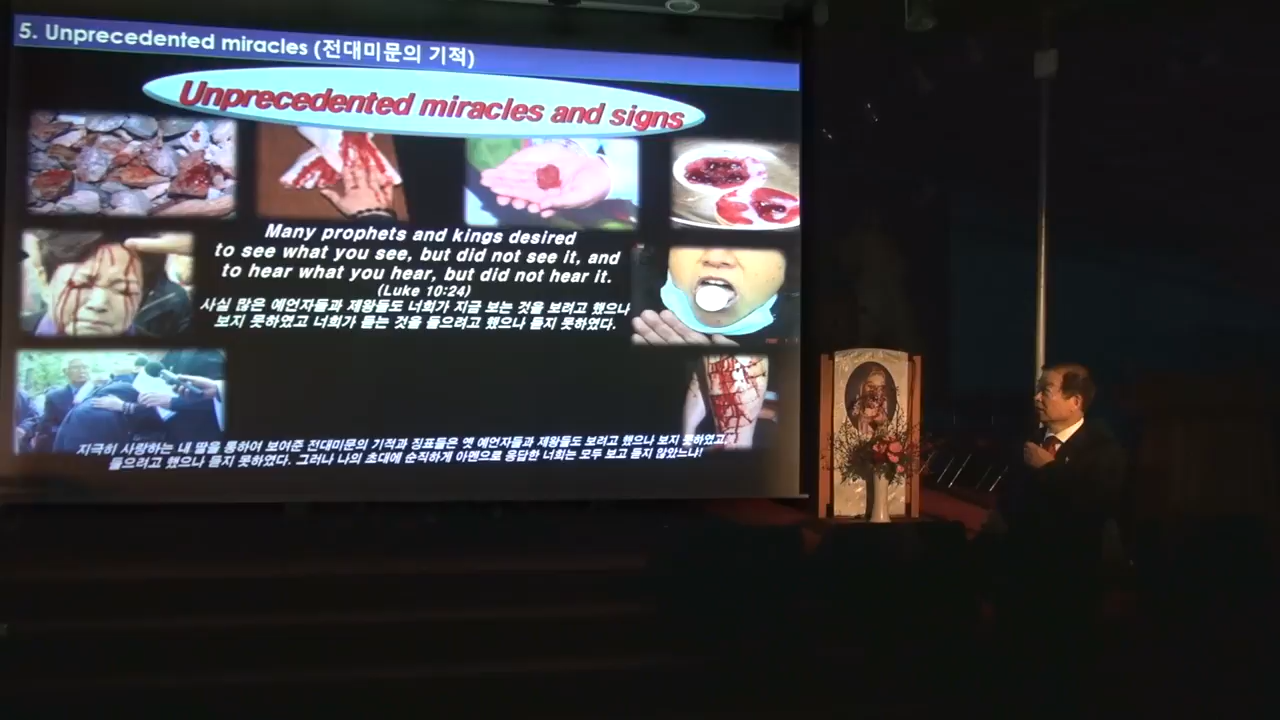 5. Unprecedented miracles (전대미문의 기적)
Unprecedented miracles and signs
Many prophets and kings desired
to see what you see, but did not see it, and
to hear what you hear, but did not hear it.
(Luke 10:24)
사실 많은 예언자들과 제왕들도 너희가 지금 보는 것을 보려고 했으나
보지 못하였고 너희가 듣는 것을 들으려고 했으나 듣지 못하였다.
지극히 사랑하는 내 딸을 통하여 보여준 전대미문의 기적과 징표들은 옛 예언자들과 제왕들도 보려고 했으나 보지 못하였고,
들으려고 했으나 듣지 못하였다. 그러나 나의 초대에 순직하게 아멘으로 응답한 너희는 모두 보고 듣지 않았느냐!